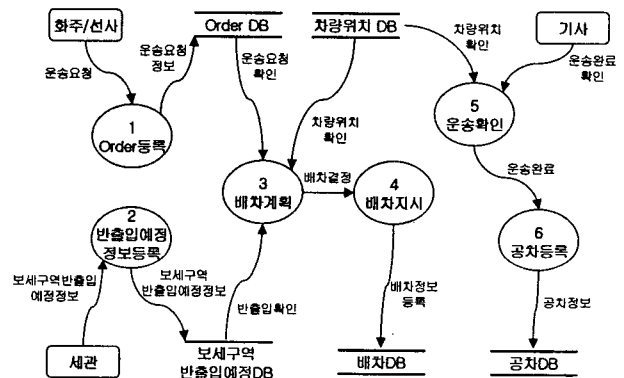 화주/선사
Order DB
차량위치 DB
기사
운송요청
운송요청
정보
운송요청
확인
차량위치
확인
차량위치
확인
운송완료
확인
1
Order등록
5
운송확인
3
배차계획
배차결정
4
배차지시
운송완료
2
반출입예정
정보등록
6
공차등록
보세구역반출입
예정정보
보세구역
반출입예정정보
반출입확인
배차정보
등록
공차정보
세관
보세구역
반출입예정DB
배차DB
공차DB